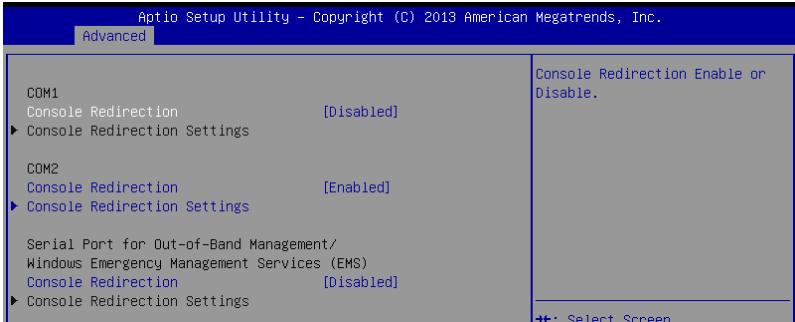 Aptio Setup Utility – Copyright (C) 2013 American Megatrends, Inc.
Advanced
COM1
Console Redirection [Disabled]
Console Redirection Settings
COM2
Console Redirection [Enabled]
Console Redirection Settings
Serial Port for Out-of-Band Management/
Windows Emergency Management Services (EMS)
Console Redirection [Disabled]
Console Redirection Settings
Console Redirection Enable or
Disable.
: Select Screen